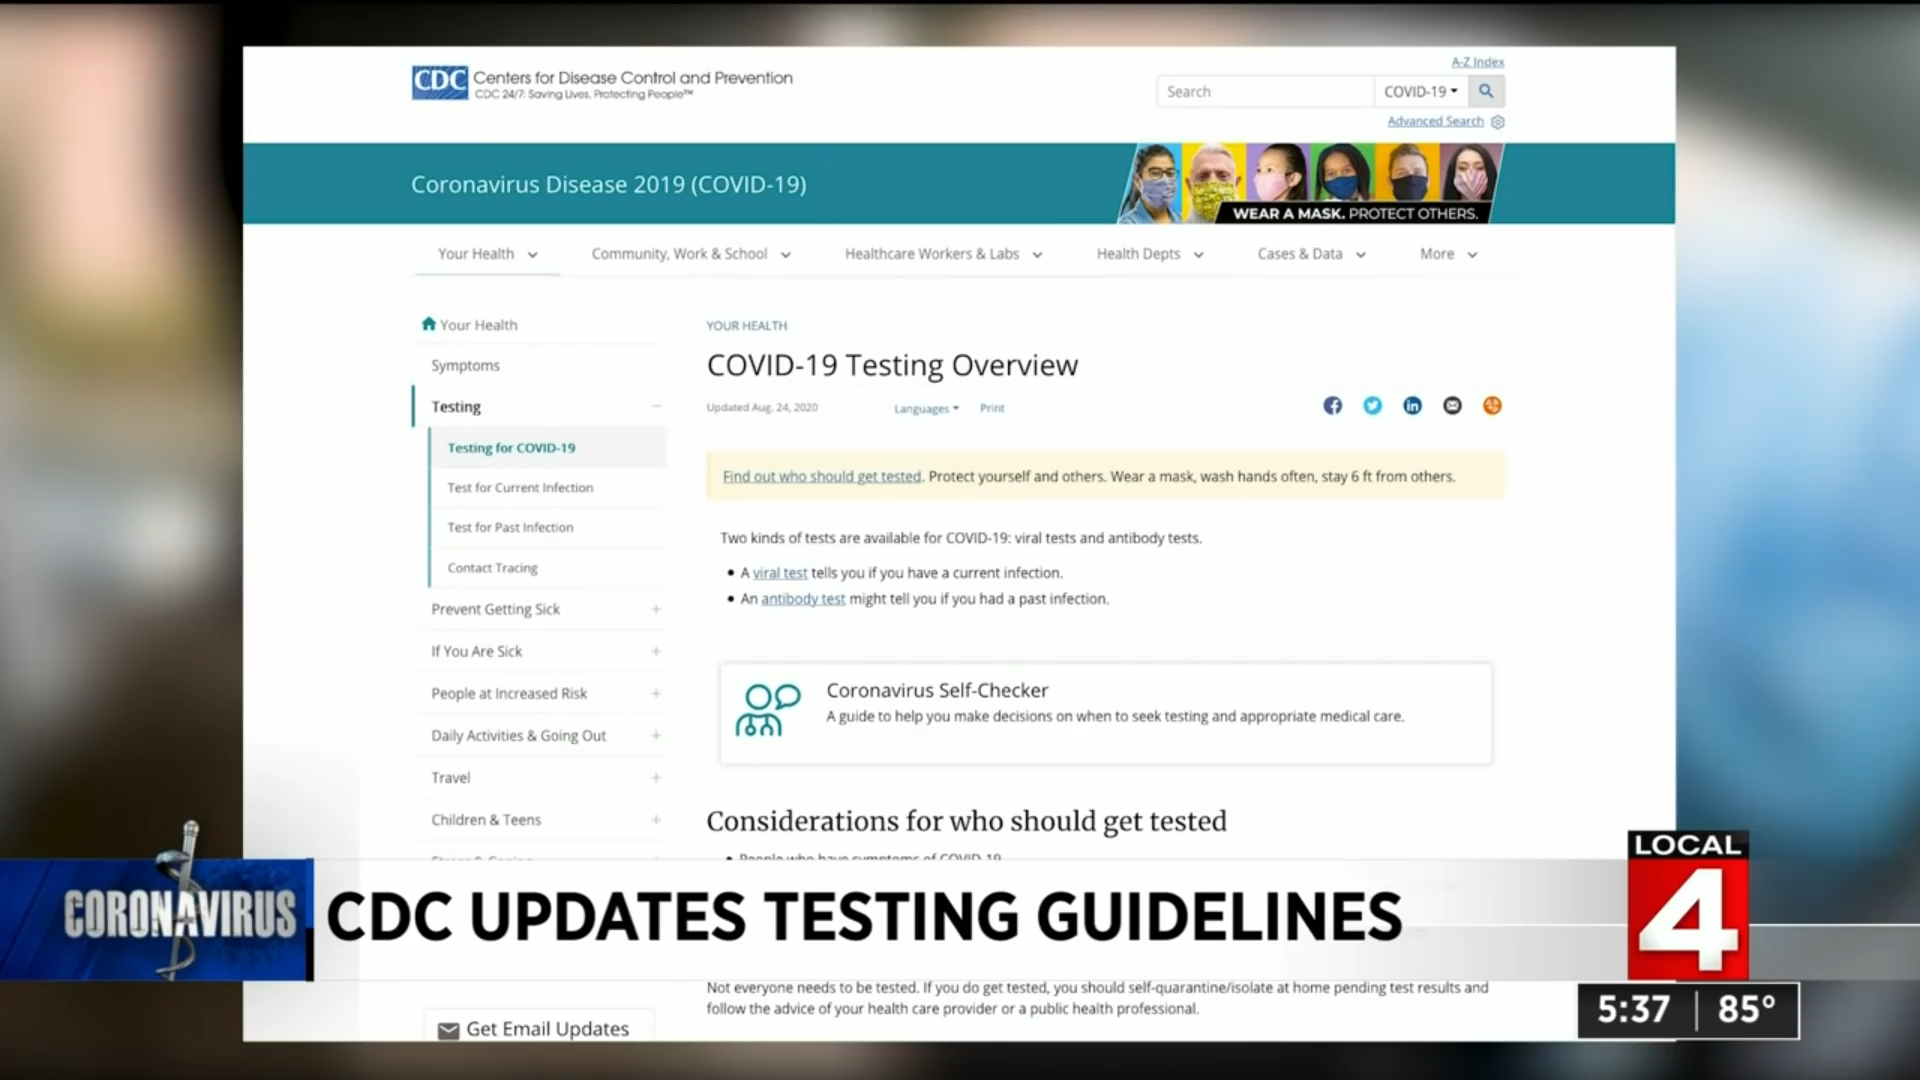 A-Z Index
CDC Centers for Disease Control and Prevention
CDC 24/7: Saving Lives. Protecting People™
Search
COVID-19
Advanced Search
Coronavirus Disease 2019 (COVID-19)
WEAR A MASK. PROTECT OTHERS.
Your Health
Community, Work & School
Healthcare Workers & Labs
Health Depts
Cases & Data
More
Your Health
Symptoms
Testing
Testing for COVID-19
Test for Current Infection
Test for Past Infection
Contact Tracing
Prevent Getting Sick
If You Are Sick
People at Increased Risk
Daily Activities & Going Out
Travel
Children & Teens
Get Email Updates
YOUR HEALTH
COVID-19 Testing Overview
Updated Aug. 24, 2020
Languages
Print
Find out who should get tested. Protect yourself and others. Wear a mask, wash hands often, stay 6 ft from others.
Two kinds of tests are available for COVID-19: viral tests and antibody tests.
• A viral test tells you if you have a current infection.
• An antibody test might tell you if you had a past infection.
Coronavirus Self-Checker
A guide to help you make decisions on when to seek testing and appropriate medical care.
Considerations for who should get tested
• People who have symptoms of COVID-19
Not everyone needs to be tested. If you do get tested, you should self-quarantine/isolate at home pending test results and
follow the advice of your health care provider or a public health professional.
CORONAVIRUS
CDC UPDATES TESTING GUIDELINES
LOCAL
4
5:37
85°